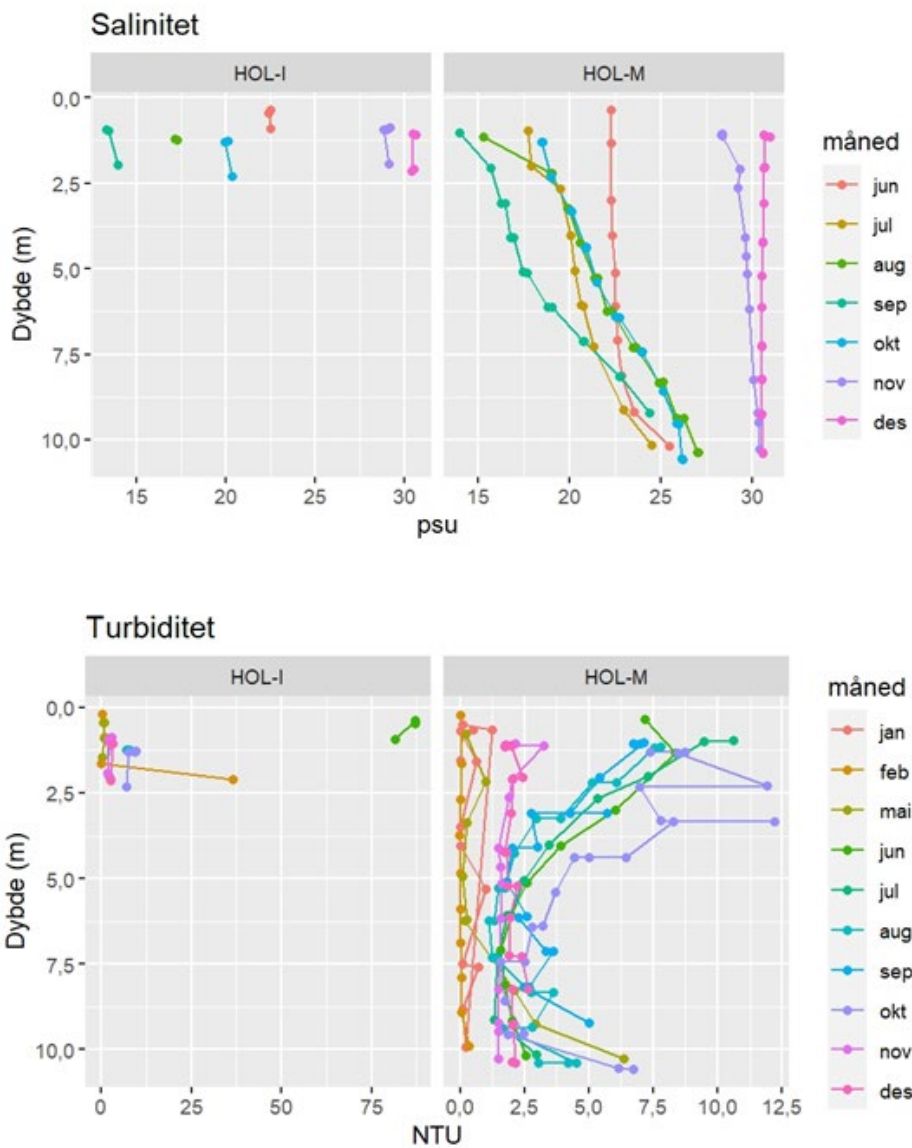 Salinitet
HOL-I HOL-M
0,0
2,5
5,0
7,5
10,0
Dybde (m)
15 20 25 30 15 20 25 30
psu
måned
jun
jul
aug
sep
okt
nov
des
Turbiditet
HOL-I HOL-M
0,0
2,5
5,0
7,5
10,0
Dybde (m)
0 25 50 75 0,0 2,5 5,0 7,5 10,0 12,5
NTU
måned
jan
feb
mai
jun
jul
aug
sep
okt
nov
des